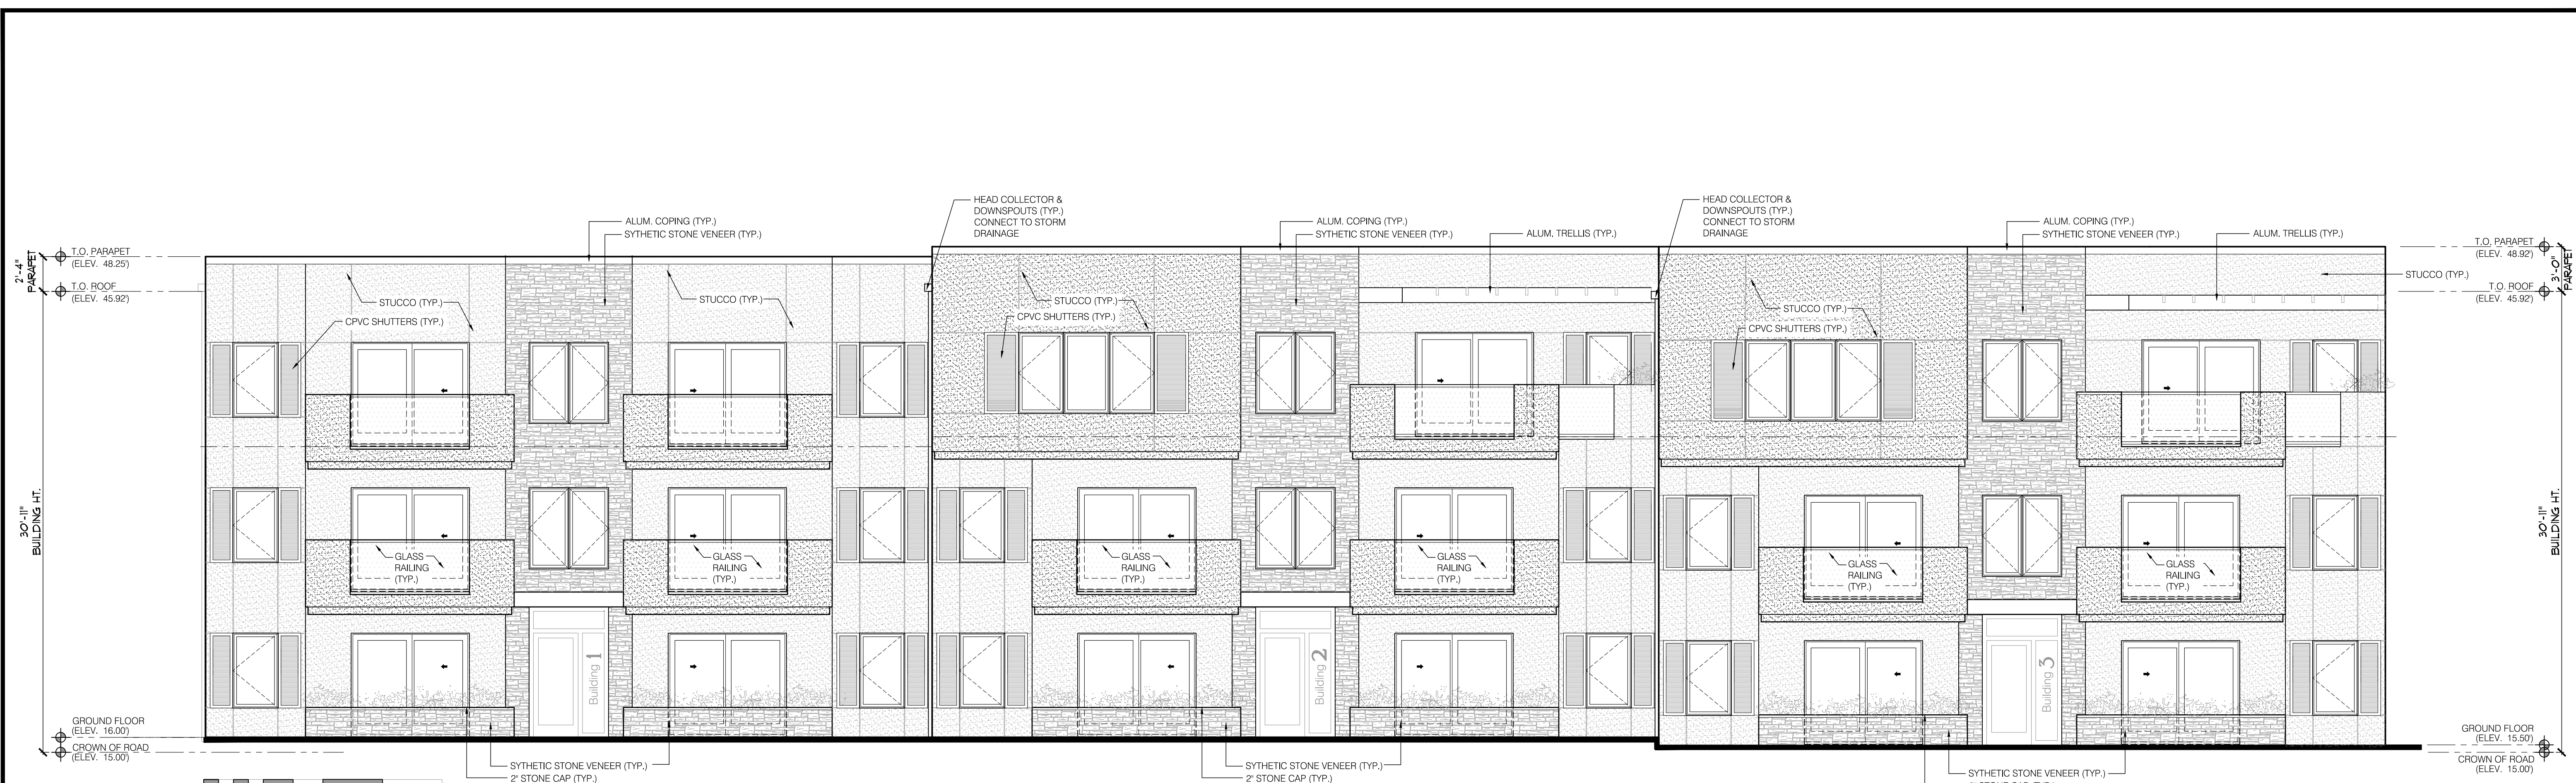 HEAD COLLECTOR &
DOWNSPOUTS (TYP.)
CONNECT TO STORM
DRAINAGE
HEAD COLLECTOR &
DOWNSPOUTS (TYP.)
CONNECT TO STORM
DRAINAGE
ALUM. COPING (TYP.)
SYTHETIC STONE VENEER (TYP.)
ALUM. COPING (TYP.)
SYTHETIC STONE VENEER (TYP.)
ALUM. TRELLIS (TYP.)
ALUM. COPING (TYP.)
SYTHETIC STONE VENEER (TYP.)
ALUM. TRELLIS (TYP.)
2'-4"
PARAPET
T.O. PARAPET
(ELEV. 48.25')
T.O. ROOF
(ELEV. 45.92')
T.O. PARAPET
(ELEV. 48.92')
T.O. ROOF
(ELEV. 45.92')
3'-0"
PARAPET
STUCCO (TYP.)
STUCCO (TYP.)
STUCCO (TYP.)
STUCCO (TYP.)
STUCCO (TYP.)
CPVC SHUTTERS (TYP.)
CPVC SHUTTERS (TYP.)
CPVC SHUTTERS (TYP.)
30'-11"
BUILDING HT.
30'-11"
BUILDING HT.
GLASS
RAILING
(TYP.)
GLASS
RAILING
(TYP.)
GLASS
RAILING
(TYP.)
GLASS
RAILING
(TYP.)
GLASS
RAILING
(TYP.)
GLASS
RAILING
(TYP.)
Building 1
Building 2
Building 3
GROUND FLOOR
(ELEV. 16.00')
CROWN OF ROAD
(ELEV. 15.00')
GROUND FLOOR
(ELEV. 15.50')
CROWN OF ROAD
(ELEV. 15.00')
SYTHETIC STONE VENEER (TYP.)
2" STONE CAP (TYP.)
SYTHETIC STONE VENEER (TYP.)
2" STONE CAP (TYP.)
SYTHETIC STONE VENEER (TYP.)